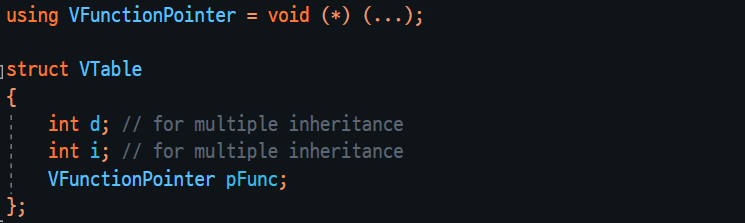 using VFunctionPointer = void (*) (...);
struct VTable
{
int d; // for multiple inheritance
int i; // for multiple inheritance
VFunctionPointer pFunc;
};